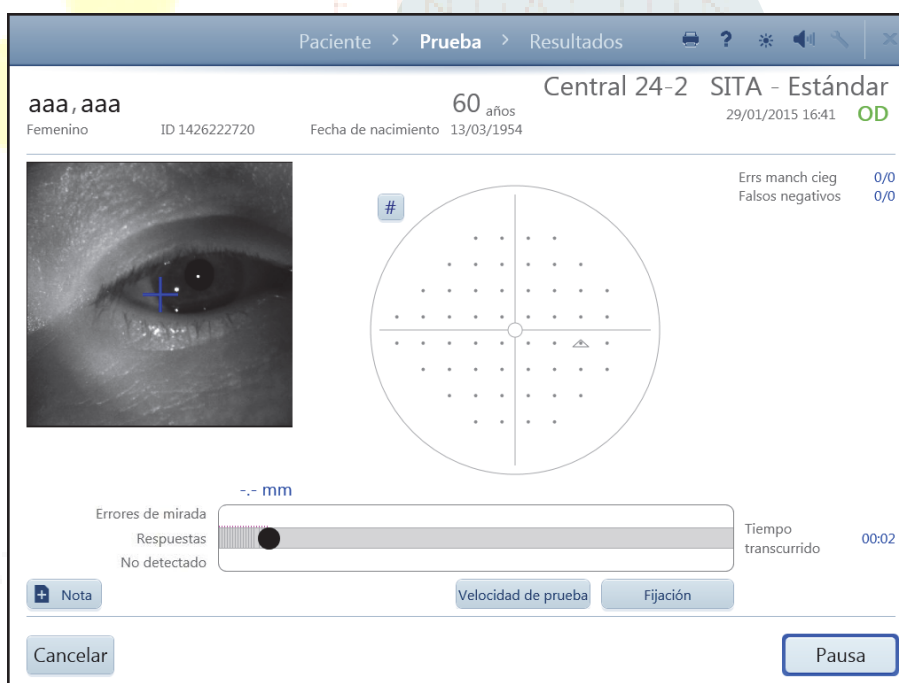 Paciente > Prueba > Resultados ?
aaa, aaa
Femenino ID 1426222720 Fecha de nacimiento 13/03/1954
60 años
Central 24-2 SITA - Estándar
29/01/2015 16:41 OD
#
Errs manch cieg 0/0
Falsos negativos 0/0
-.- mm
Errores de mirada
Respuestas
No detectado
Tiempo
transcurrido 00:02
Nota
Velocidad de prueba
Fijación
Cancelar
Pausa